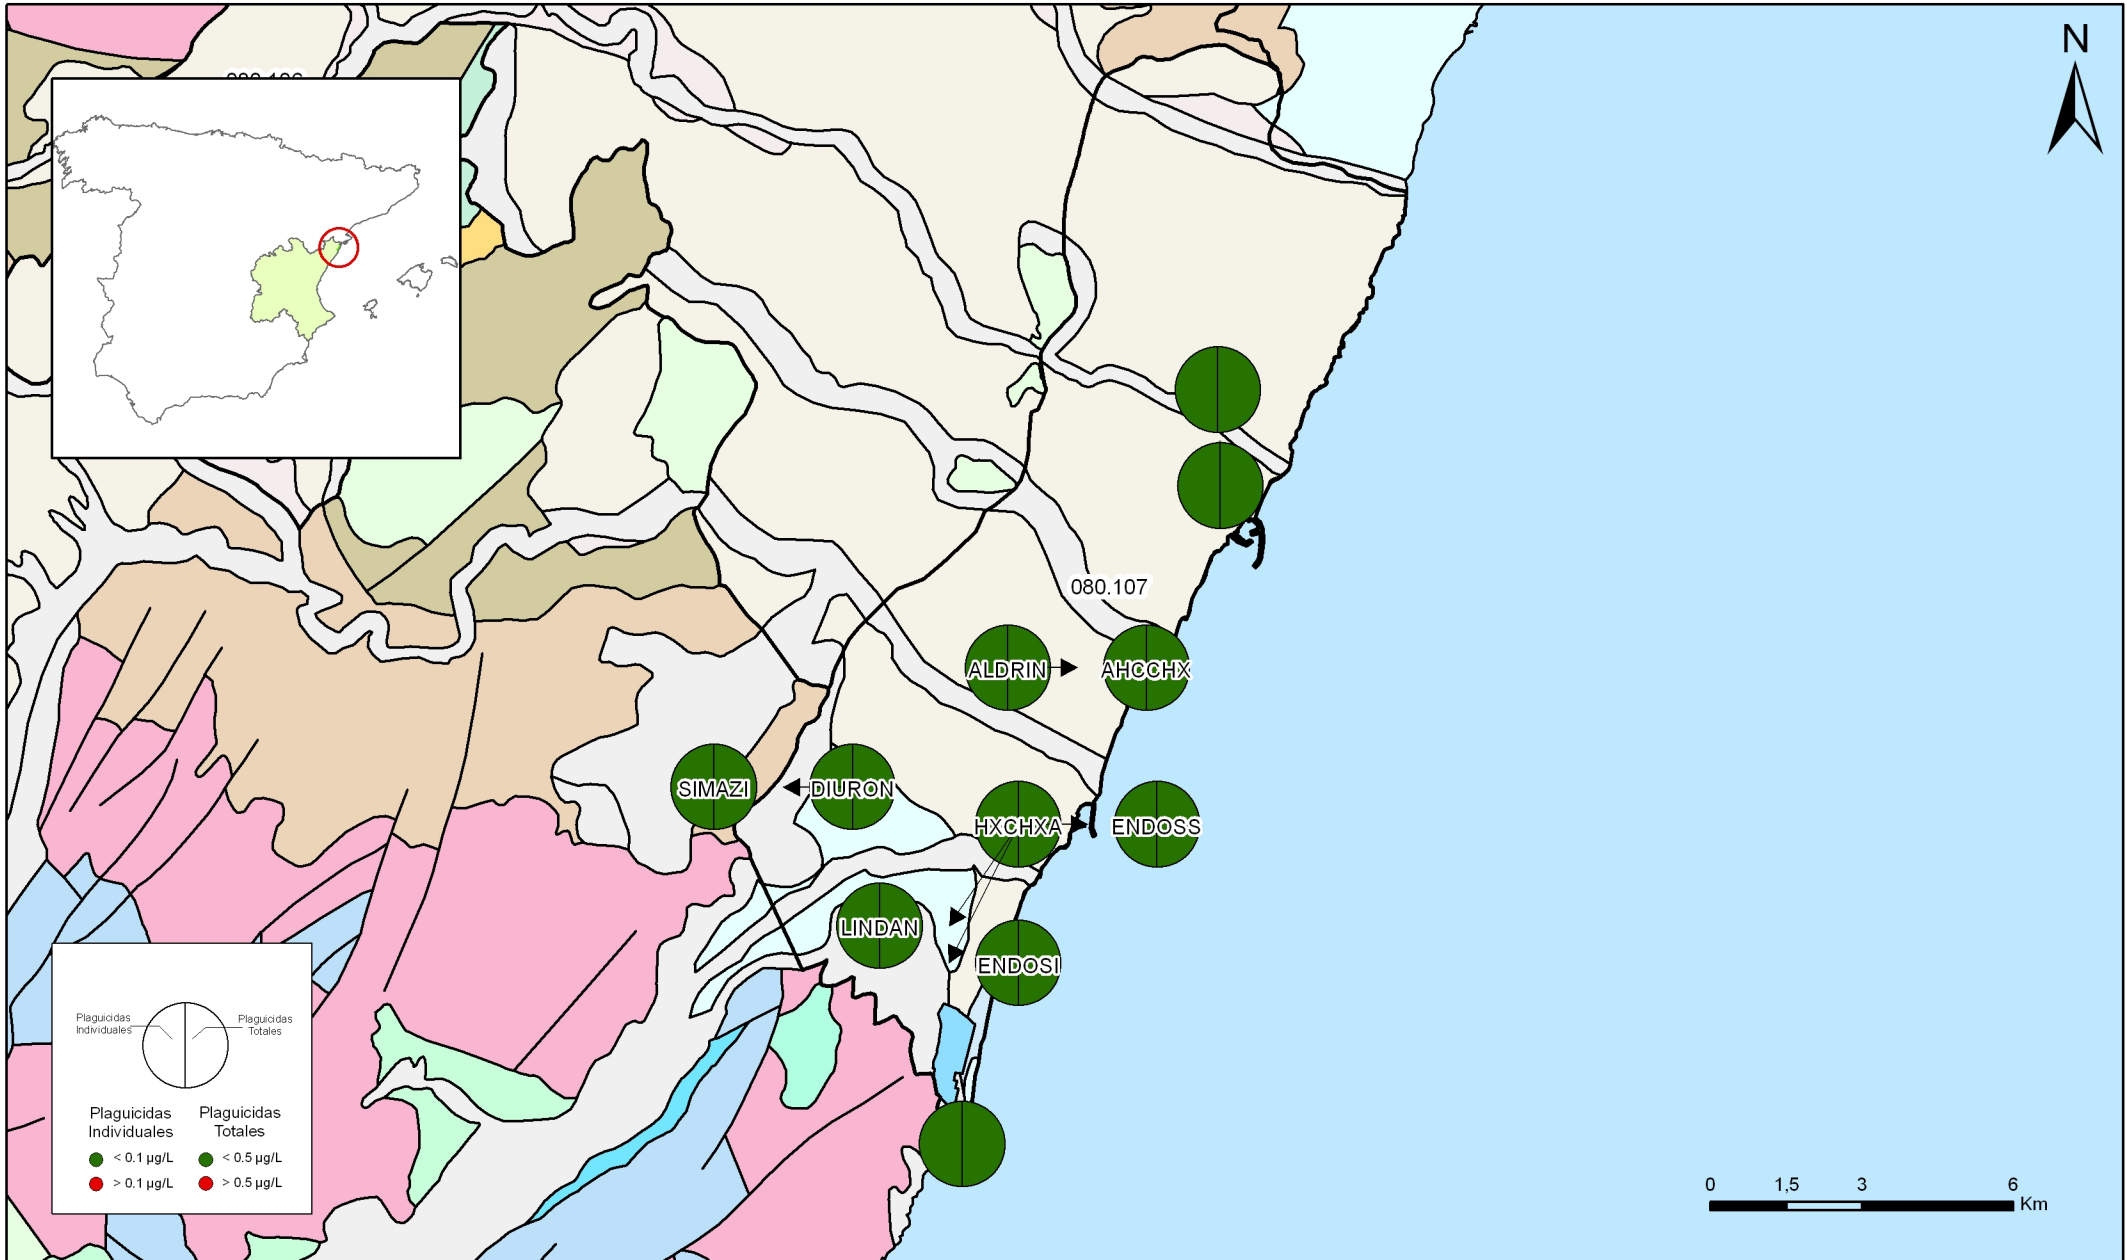 N
080.107
ALDRIN
AHCCHX
SIMAZI
DIURON
HXCHXA
ENDOSS
LINDAN
ENDOSI
Plaguicidas
Individuales
Plaguicidas
Totales
Plaguicidas
Individuales
Plaguicidas
Totales
< 0.1 µg/L
< 0.5 µg/L
> 0.1 µg/L
> 0.5 µg/L
0 1,5 3 6
Km